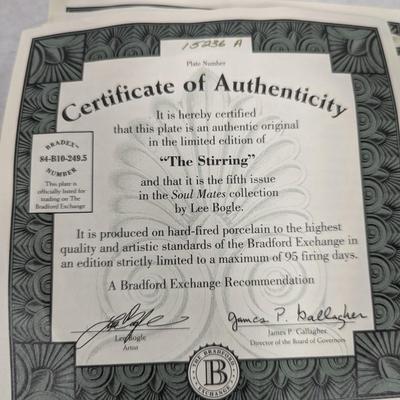 15236 A
Plate Number
Certificate of Authenticity
BRADEX™
84-B10-249.5
NUMBER
This plate is
officially listed for
trading on The
Bradford Exchange
It is hereby certified
that this plate is an authentic original
in the limited edition of
"The Stirring"
and that it is the fifth issue
in the Soul Mates collection
by Lee Bogle.
It is produced on hard-fired porcelain to the highest
quality and artistic standards of the Bradford Exchange in
an edition strictly limited to a maximum of 95 firing days.
A Bradford Exchange Recommendation
Lee Bogle
Artist
James P. Gallagher
James P. Gallagher
Director of the Board of Governors
THE BRADFORD
B
EXCHANGE